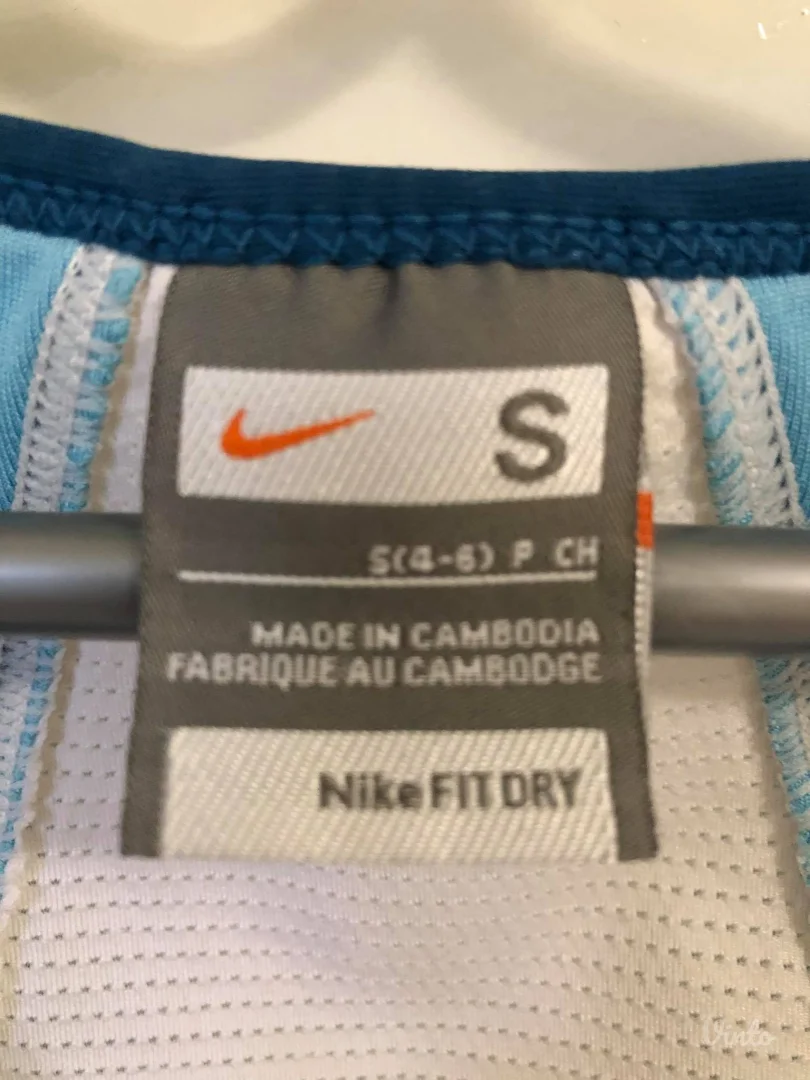 S
S(4-6) P CH
MADE IN CAMBODIA
FABRIQUE AU CAMBODGE
Nike FIT DRY